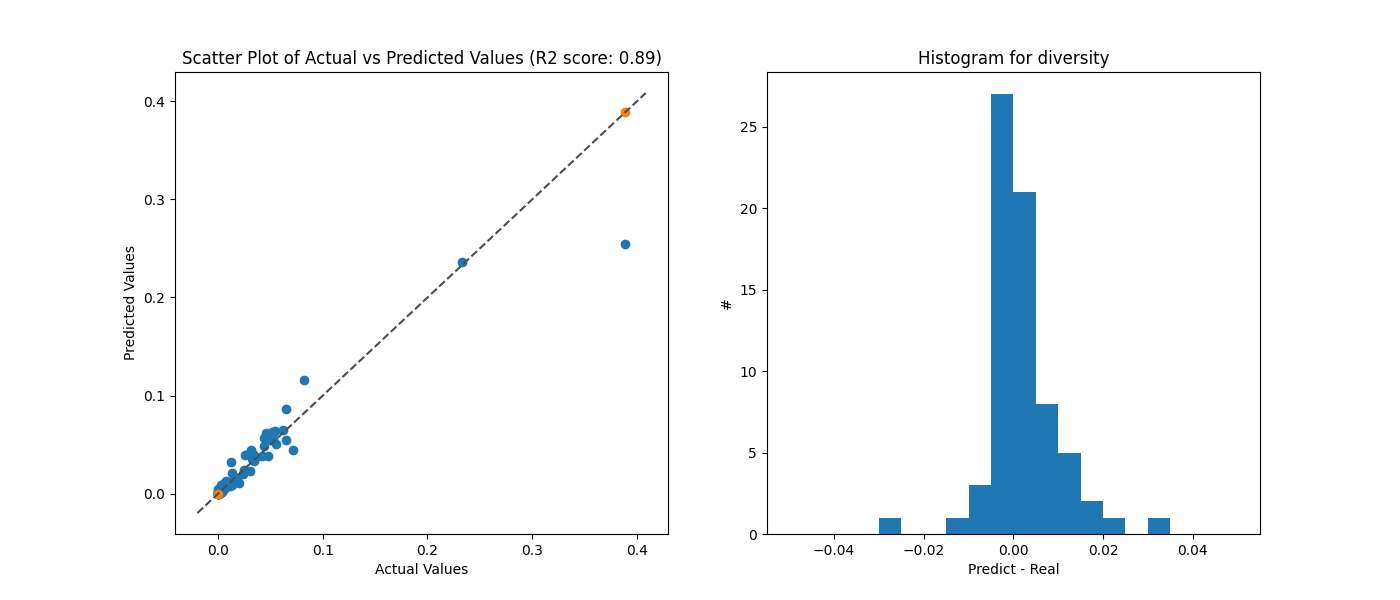 Scatter Plot of Actual vs Predicted Values (R2 score: 0.89)
0.4
0.3
0.2
0.1
0.0
Predicted Values
0.0 0.1 0.2 0.3 0.4
Actual Values
Histogram for diversity
25
20
15
10
5
0
#
−0.04 −0.02 0.00 0.02 0.04
Predict - Real